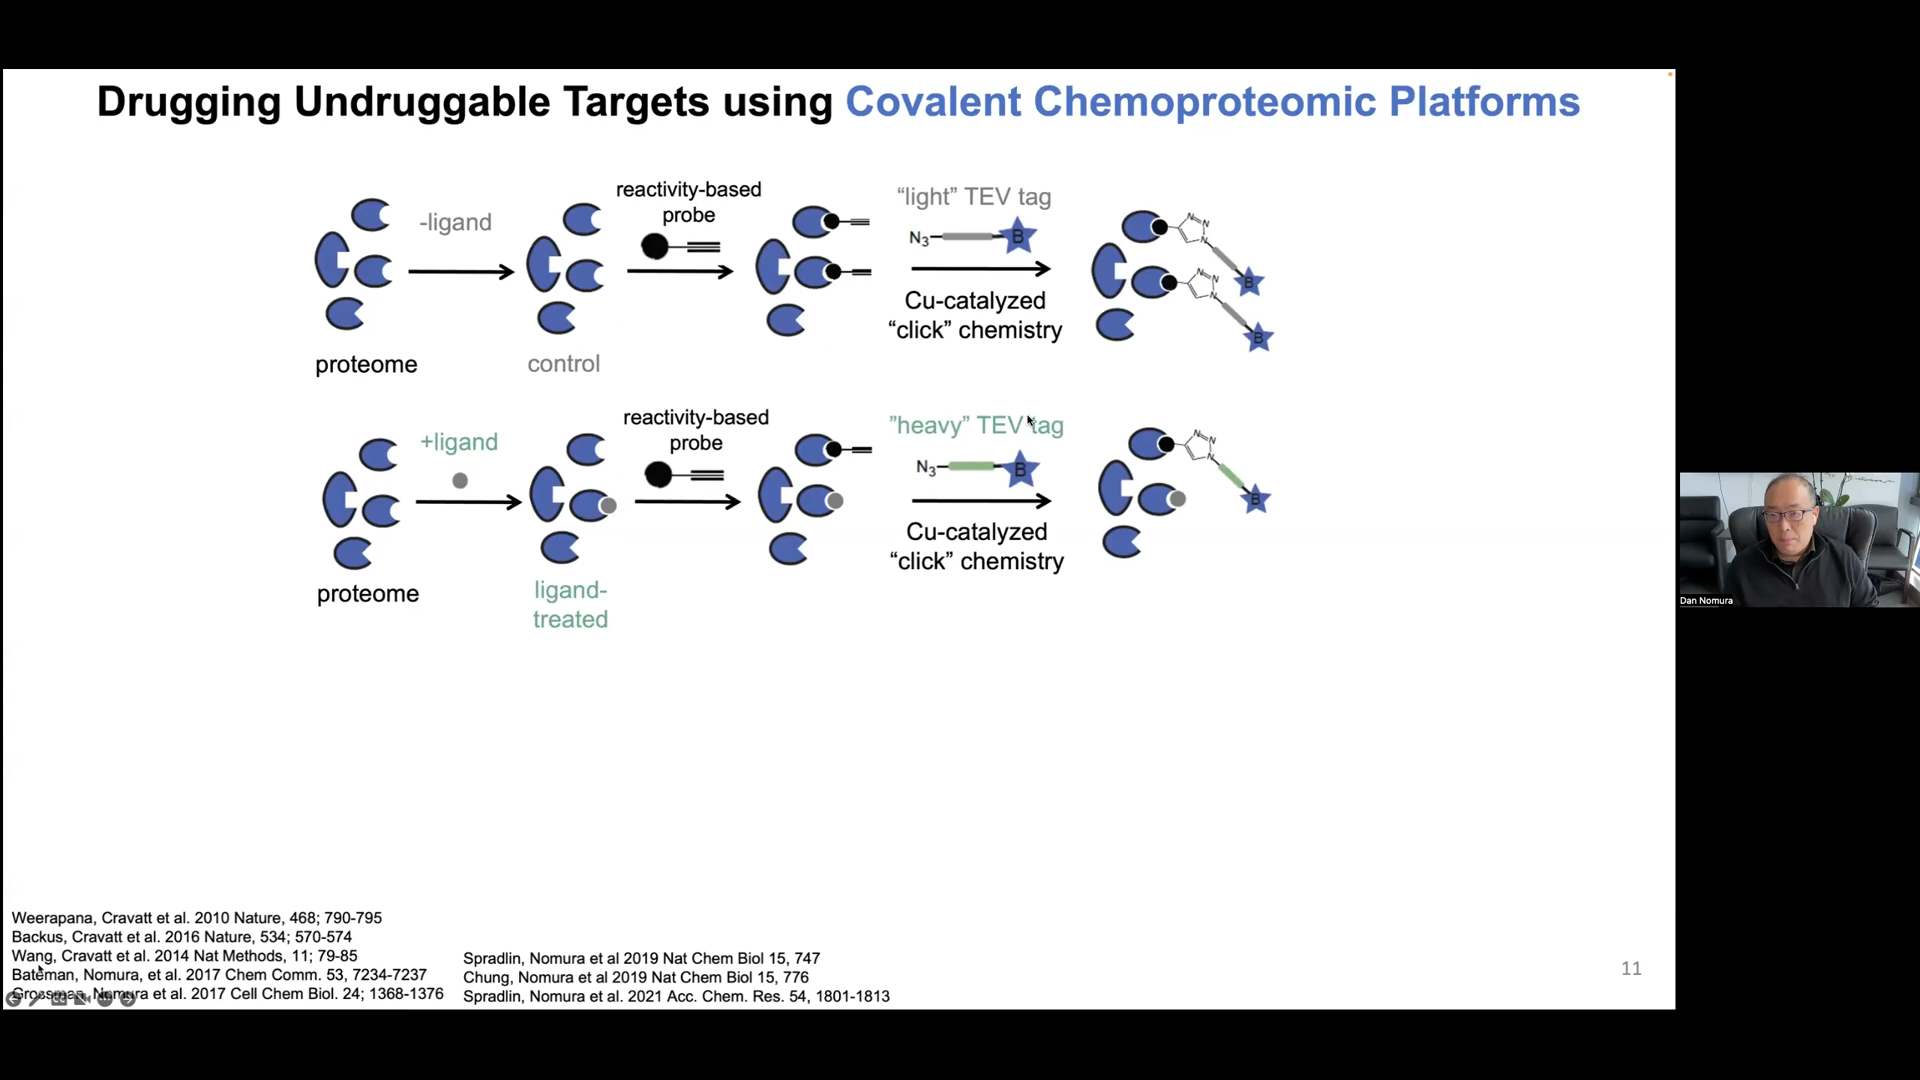 Drugging Undruggable Targets using Covalent Chemoproteomic Platforms
-ligand
reactivity-based
probe
“light” TEV tag
N3
B
Cu-catalyzed
“click” chemistry
N
N
N
B
N
N
N
B
proteome
control
+ligand
reactivity-based
probe
”heavy” TEV tag
N3
B
Cu-catalyzed
“click” chemistry
N
N
N
B
proteome
ligand-
treated
Dan Nomura
Weerapana, Cravatt et al. 2010 Nature, 468; 790-795
Backus, Cravatt et al. 2016 Nature, 534; 570-574
Wang, Cravatt et al. 2014 Nat Methods, 11; 79-85
Bateman, Nomura, et al. 2017 Chem Comm. 53, 7234-7237
Grossman, Nomura et al. 2017 Cell Chem Biol. 24; 1368-1376
Spradlin, Nomura et al 2019 Nat Chem Biol 15, 747
Chung, Nomura et al 2019 Nat Chem Biol 15, 776
Spradlin, Nomura et al. 2021 Acc. Chem. Res. 54, 1801-1813
11